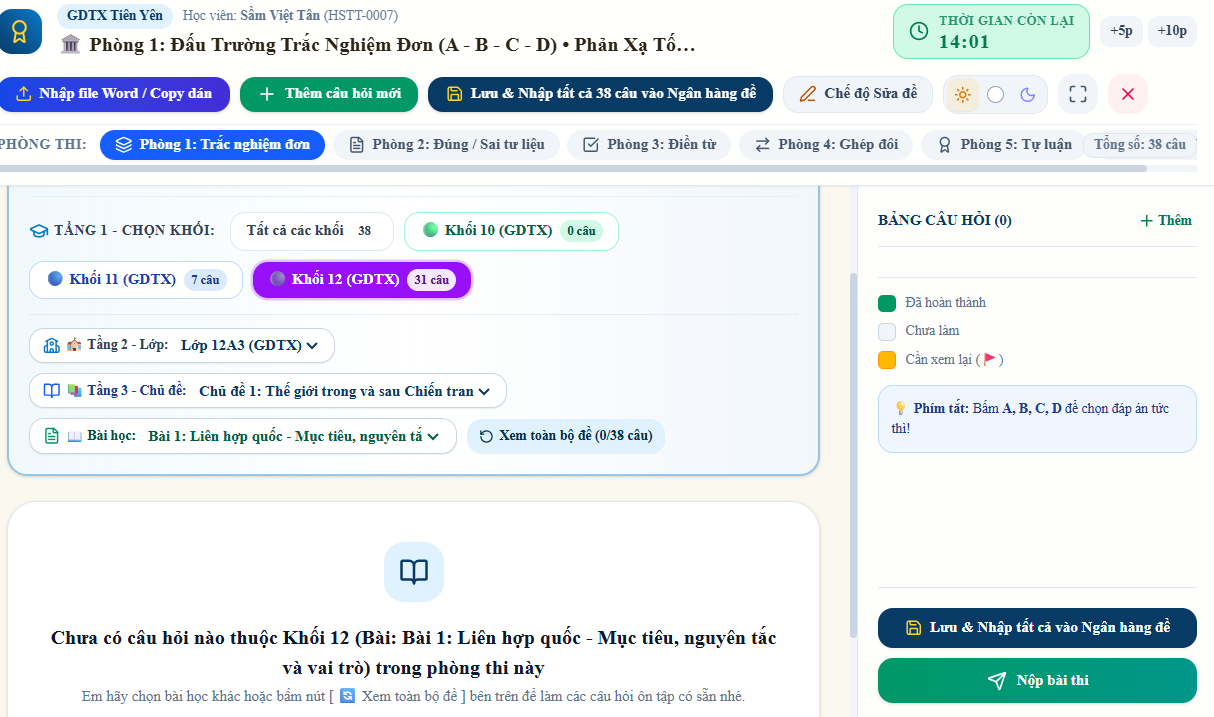 GDTX Tiên Yên Học viên: Sầm Việt Tân (HSTT-0007)
Phòng 1: Đấu Trường Trắc Nghiệm Đơn (A - B - C - D) • Phản Xạ Tố...
THỜI GIAN CÒN LẠI
14:01
+5p +10p
Nhập file Word / Copy dán Thêm câu hỏi mới Lưu & Nhập tất cả 38 câu vào Ngân hàng đề Chế độ Sửa đề
PHÒNG THI: Phòng 1: Trắc nghiệm đơn Phòng 2: Đúng / Sai tư liệu Phòng 3: Điền từ Phòng 4: Ghép đôi Phòng 5: Tự luận Tổng số: 38 câu
TẦNG 1 - CHỌN KHỐI: Tất cả các khối 38 Khối 10 (GDTX) 0 câu
Khối 11 (GDTX) 7 câu Khối 12 (GDTX) 31 câu
Tầng 2 - Lớp: Lớp 12A3 (GDTX)
Tầng 3 - Chủ đề: Chủ đề 1: Thế giới trong và sau Chiến tran
Bài học: Bài 1: Liên hợp quốc - Mục tiêu, nguyên tắ Xem toàn bộ đề (0/38 câu)
Chưa có câu hỏi nào thuộc Khối 12 (Bài: Bài 1: Liên hợp quốc - Mục tiêu, nguyên tắc
và vai trò) trong phòng thi này
Em hãy chọn bài học khác hoặc bấm nút [ Xem toàn bộ đề ] bên trên để làm các câu hỏi ôn tập có sẵn nhé.
BẢNG CÂU HỎI (0) Thêm
Đã hoàn thành
Chưa làm
Cần xem lại ( )
Phím tắt: Bấm A, B, C, D để chọn đáp án tức
thì!
Lưu & Nhập tất cả vào Ngân hàng đề
Nộp bài thi